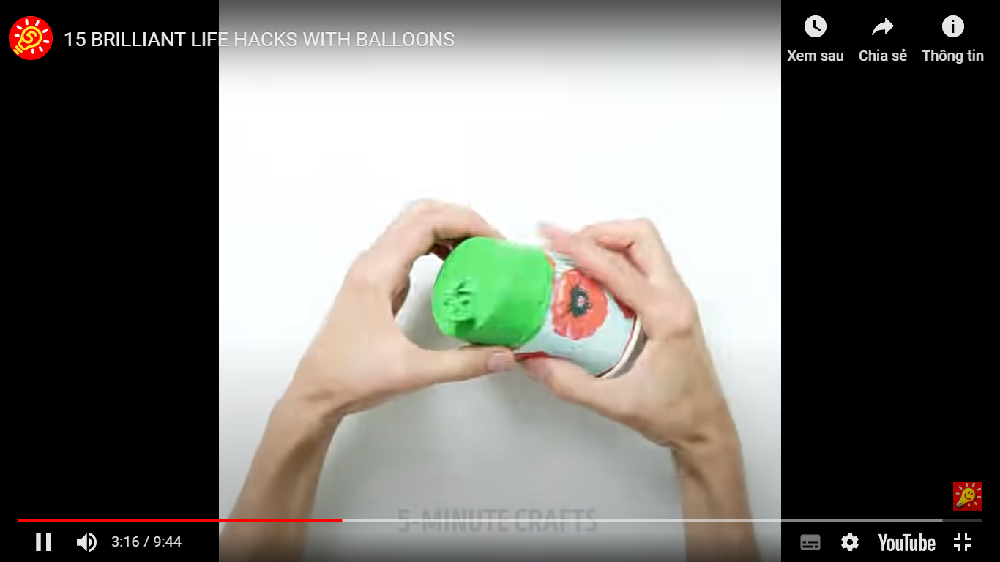 15 BRILLIANT LIFE HACKS WITH BALLOONS
Xem sau
Chia sẻ
Thông tin
5-MINUTE CRAFTS
3:16 / 9:44
YouTube